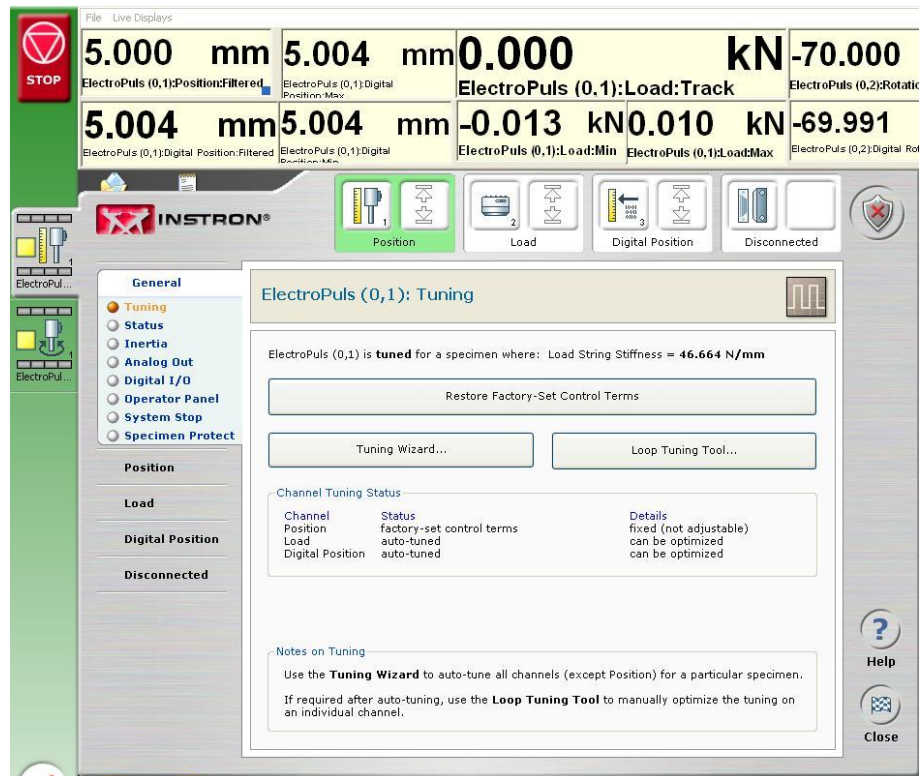 File Live Displays
STOP
5.000 mm
ElectroPuls (0,1):Position:Filtered
5.004 mm
ElectroPuls (0,1):Digital
Position:Max
0.000 kN
ElectroPuls (0,1):Load:Track
-70.000
ElectroPuls (0,2):Rotatic
5.004 mm
ElectroPuls (0,1):Digital Position:Filtered
5.004 mm
ElectroPuls (0,1):Digital
Position:Min
-0.013 kN
ElectroPuls (0,1):Load:Min
0.010 kN
ElectroPuls (0,1):Load:Max
-69.991
ElectroPuls (0,2):Digital Rot
INSTRON®
1
Position
2
Load
3
Digital Position
Disconnected
1
ElectroPul...
1
ElectroPul...
General
Tuning
Status
Inertia
Analog Out
Digital I/O
Operator Panel
System Stop
Specimen Protect
Position
Load
Digital Position
Disconnected
ElectroPuls (0,1): Tuning
ElectroPuls (0,1) is tuned for a specimen where: Load String Stiffness = 46.664 N/mm
Restore Factory-Set Control Terms
Tuning Wizard...
Loop Tuning Tool...
Channel Tuning Status
Channel Status Details
Position factory-set control terms fixed (not adjustable)
Load auto-tuned can be optimized
Digital Position auto-tuned can be optimized
Notes on Tuning
Use the Tuning Wizard to auto-tune all channels (except Position) for a particular specimen.
If required after auto-tuning, use the Loop Tuning Tool to manually optimize the tuning on
an individual channel.
?
Help
Close